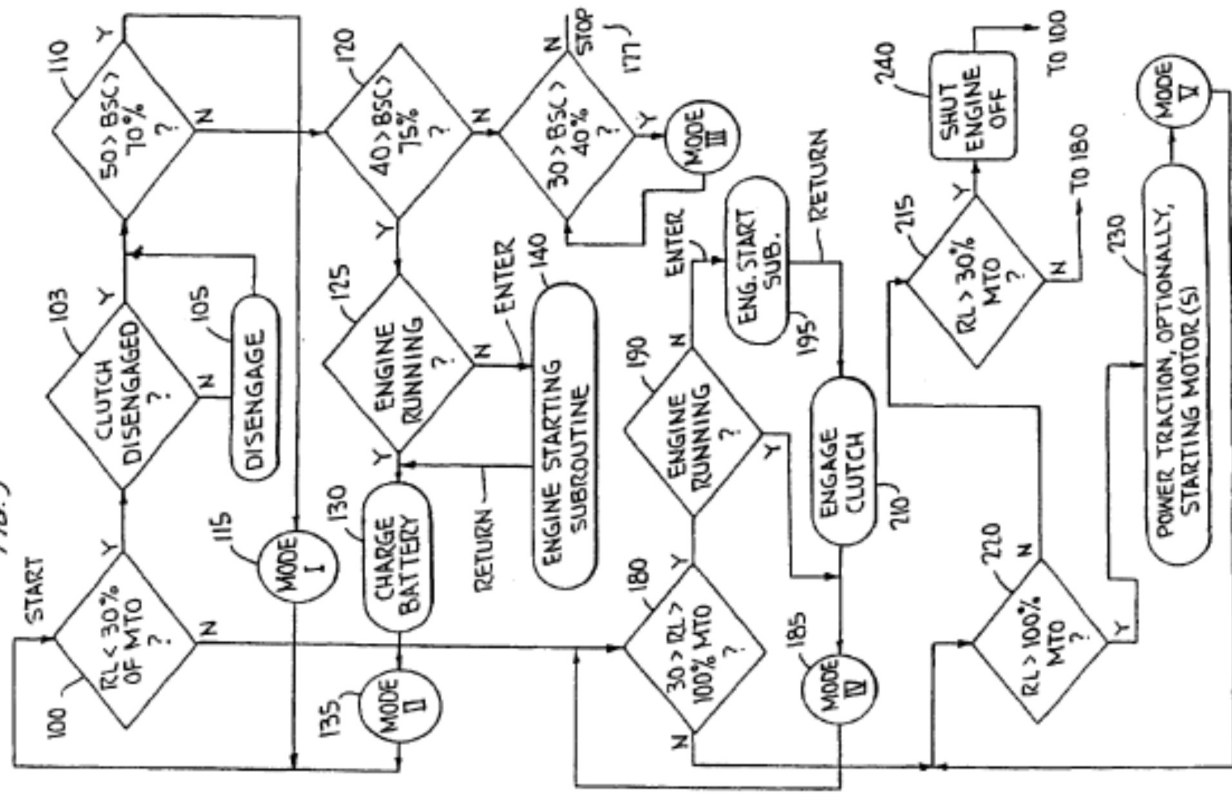 START
RL < 30%
OF MTO
?
100
Y
N
CLUTCH
DISENGAGED
?
103
Y
N
DISENGAGE
105
50 > BSC >
70%
?
110
Y
N
MODE
I
115
40 > BSC >
75%
?
120
Y
N
30 > BSC >
40%
?
N
STOP
177
Y
MODE
III
ENGINE
RUNNING
?
125
Y
N
ENTER
CHARGE
BATTERY
130
RETURN
ENGINE STARTING
SUBROUTINE
140
MODE
II
135
30 > RL >
100% MTO
?
180
Y
N
ENGINE
RUNNING
?
190
N
Y
ENTER
ENG. START
SUB.
195
RETURN
ENGAGE
CLUTCH
210
MODE
IV
185
RL > 100%
MTO
?
220
N
Y
RL > 30%
MTO
?
215
Y
N
TO 180
SHUT
ENGINE
OFF
240
TO 100
POWER TRACTION, OPTIONALLY,
STARTING MOTOR(S)
230
MODE
V